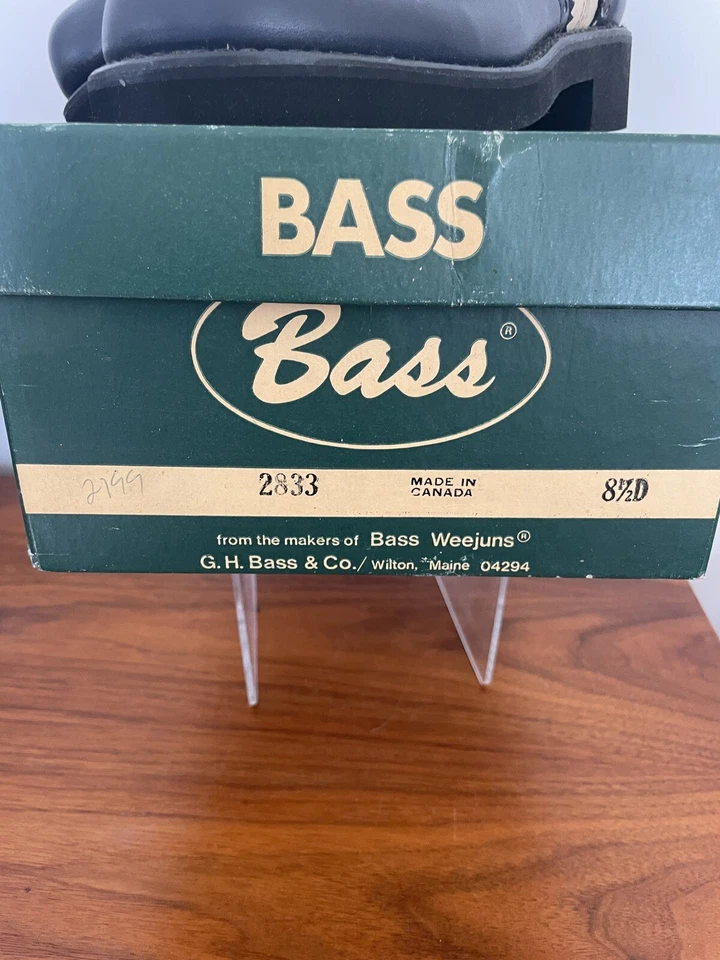 BASS
Bass ®
2799 2833 MADE IN CANADA 8½D
from the makers of Bass Weejuns®
G. H. Bass & Co./ Wilton, Maine 04294